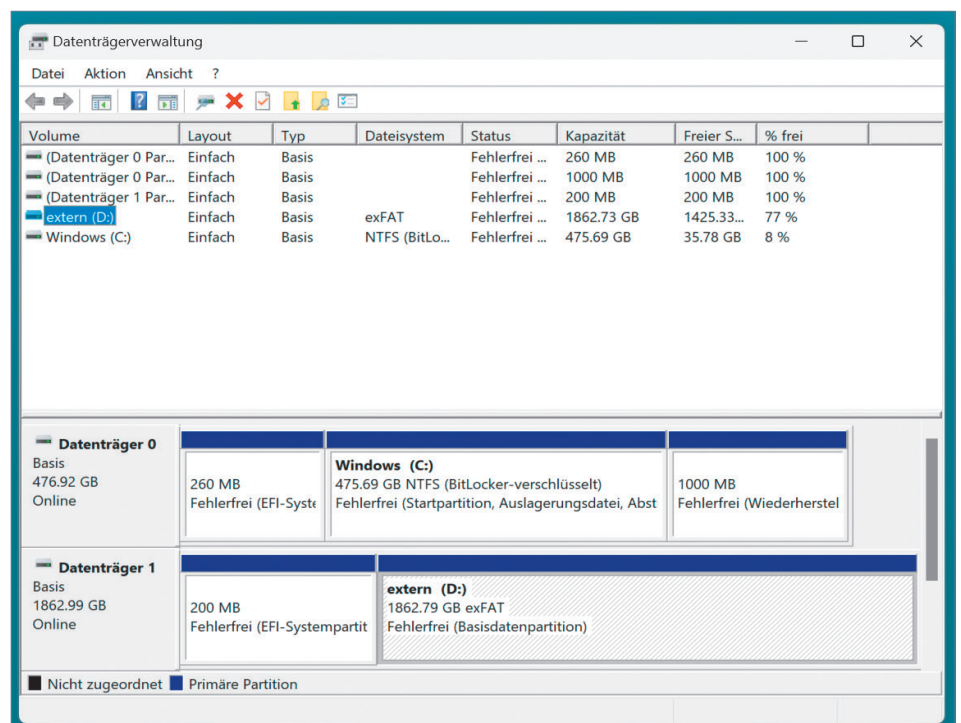 Datenträgerverwaltung
Datei Aktion Ansicht ?
Volume Layout Typ Dateisystem Status Kapazität Freier S... % frei
(Datenträger 0 Par... Einfach Basis Fehlerfrei ... 260 MB 260 MB 100 %
(Datenträger 0 Par... Einfach Basis Fehlerfrei ... 1000 MB 1000 MB 100 %
(Datenträger 1 Par... Einfach Basis Fehlerfrei ... 200 MB 200 MB 100 %
extern (D:) Einfach Basis exFAT Fehlerfrei ... 1862.73 GB 1425.33... 77 %
Windows (C:) Einfach Basis NTFS (BitLo... Fehlerfrei ... 475.69 GB 35.78 GB 8 %
Datenträger 0
Basis
476.92 GB
Online
260 MB
Fehlerfrei (EFI-Syste
Windows (C:)
475.69 GB NTFS (BitLocker-verschlüsselt)
Fehlerfrei (Startpartition, Auslagerungsdatei, Abst
1000 MB
Fehlerfrei (Wiederherstel
Datenträger 1
Basis
1862.99 GB
Online
200 MB
Fehlerfrei (EFI-Systempartit
extern (D:)
1862.79 GB exFAT
Fehlerfrei (Basisdatenpartition)
Nicht zugeordnet Primäre Partition